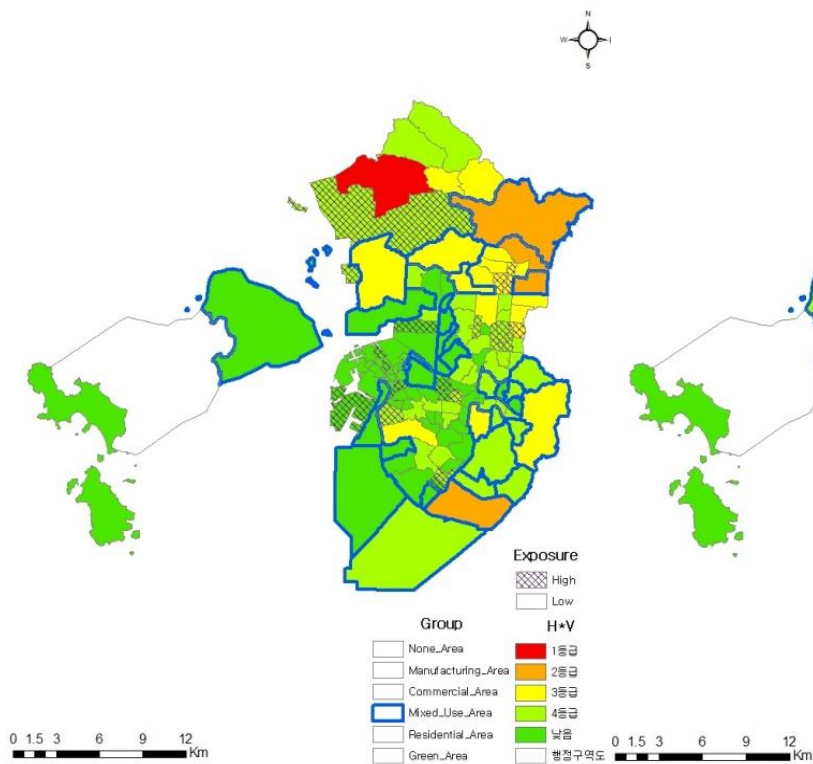 N
W I
S
Exposure
High
Low
Group
None_Area
Manufacturing_Area
Commercial_Area
Mixed_Use_Area
Residential_Area
Green_Area
H*V
1등급
2등급
3등급
4등급
낮음
행정구역도
0 1.5 3 6 9 12
Km
0 1.5 3 6 9 12
Km